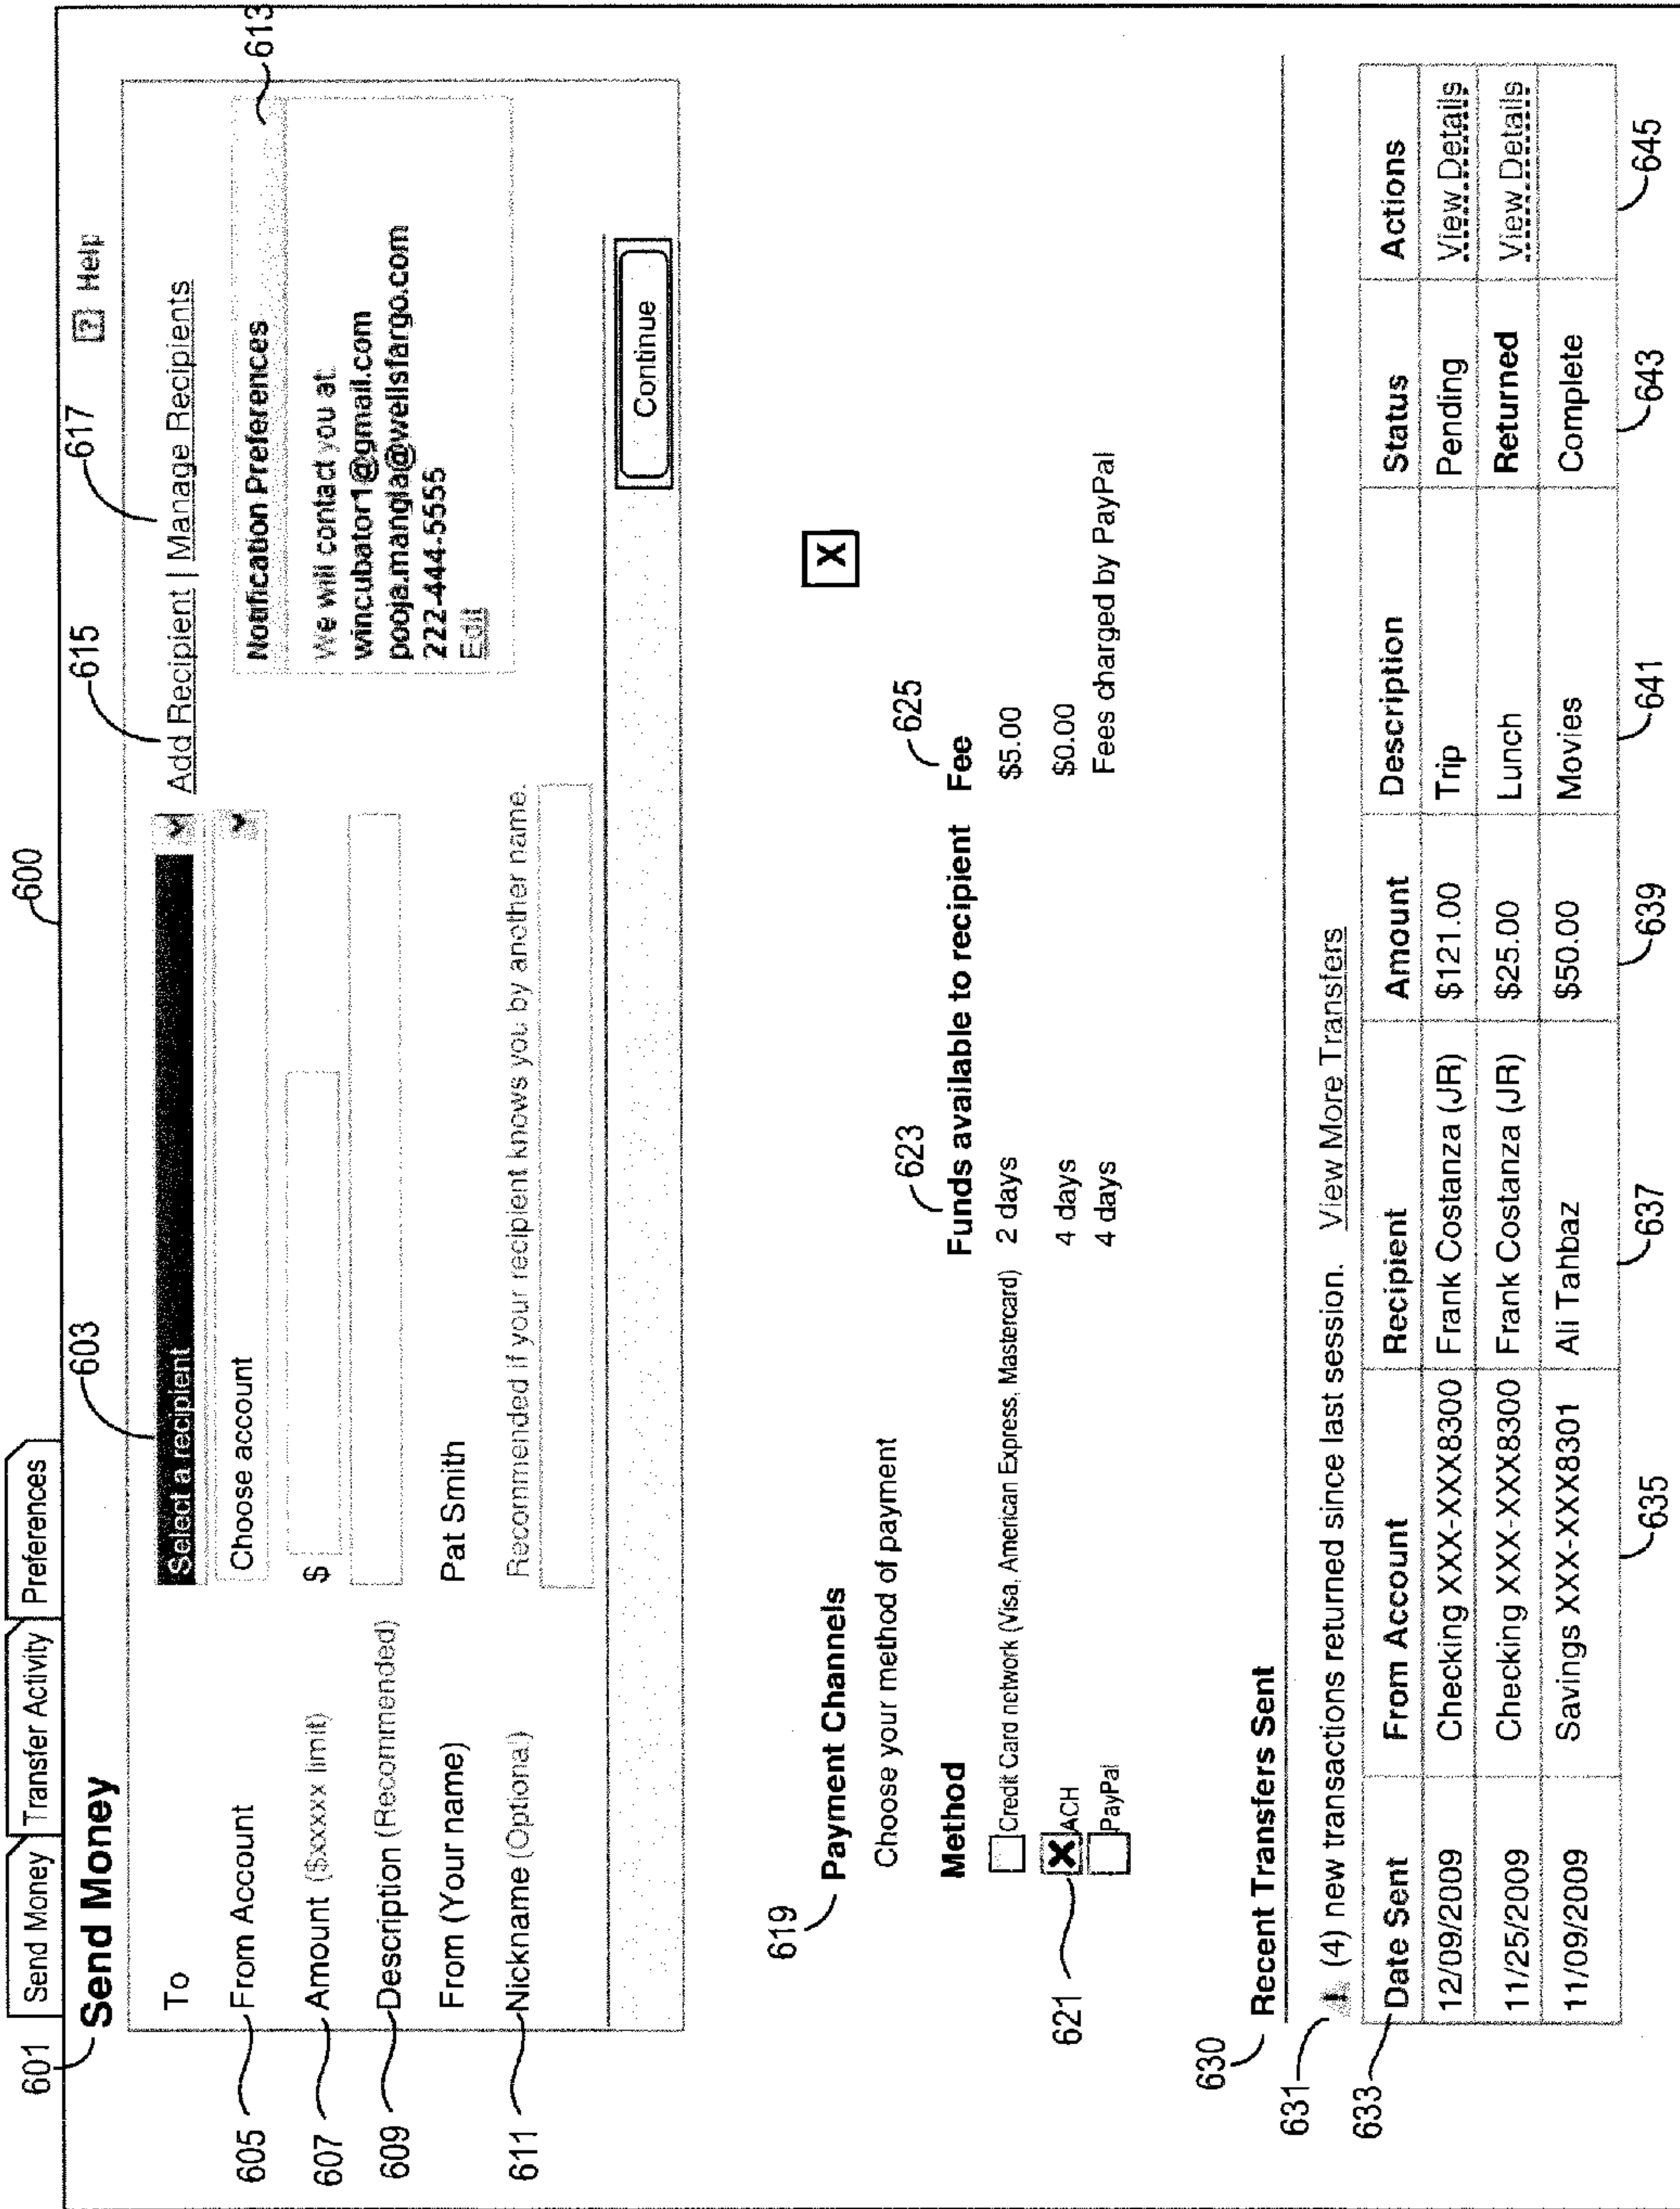 600
Send Money Transfer Activity Preferences
601 Send Money
? Help
603 615 617
To Select a recipient Add Recipient | Manage Recipients
605 From Account Choose account
Notification Preferences 613
607 Amount ($xxxxx limit) $
We will contact you at:
wincubator1@gmail.com
609 Description (Recommended)
pooja.mangla@wellsfargo.com
222-444-5555
From (Your name) Pat Smith
Edit
611 Nickname (Optional) Recommended if your recipient knows you by another name.
Continue
619 Payment Channels X
Choose your method of payment
623 625
Method Funds available to recipient Fee
Credit Card network (Visa, American Express, Mastercard) 2 days $5.00
621 X ACH 4 days $0.00
PayPal 4 days Fees charged by PayPal
630 Recent Transfers Sent
631 (4) new transactions returned since last session. View More Transfers
633 Date Sent From Account Recipient Amount Description Status Actions
12/09/2009 Checking XXX-XXX8300 Frank Costanza (JR) $121.00 Trip Pending View Details
11/25/2009 Checking XXX-XXX8300 Frank Costanza (JR) $25.00 Lunch Returned View Details
11/09/2009 Savings XXX-XXX8301 Ali Tahbaz $50.00 Movies Complete
635 637 639 641 643 645